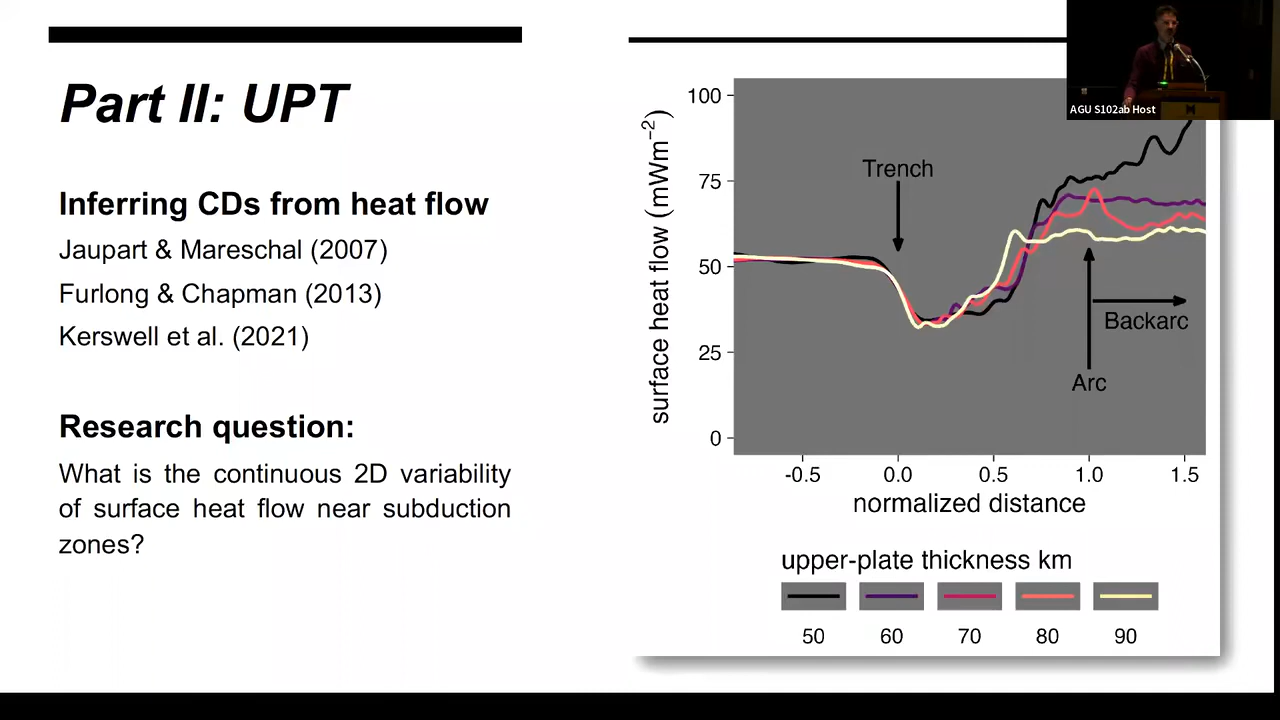 Part II: UPT
Inferring CDs from heat flow
Jaupart & Mareschal (2007)
Furlong & Chapman (2013)
Kerswell et al. (2021)
Research question:
What is the continuous 2D variability
of surface heat flow near subduction
zones?
AGU S102ab Host
surface heat flow (mWm⁻²)
100
75
50
25
0
Trench
Backarc
Arc
-0.5
0.0
0.5
1.0
1.5
normalized distance
upper-plate thickness km
50
60
70
80
90